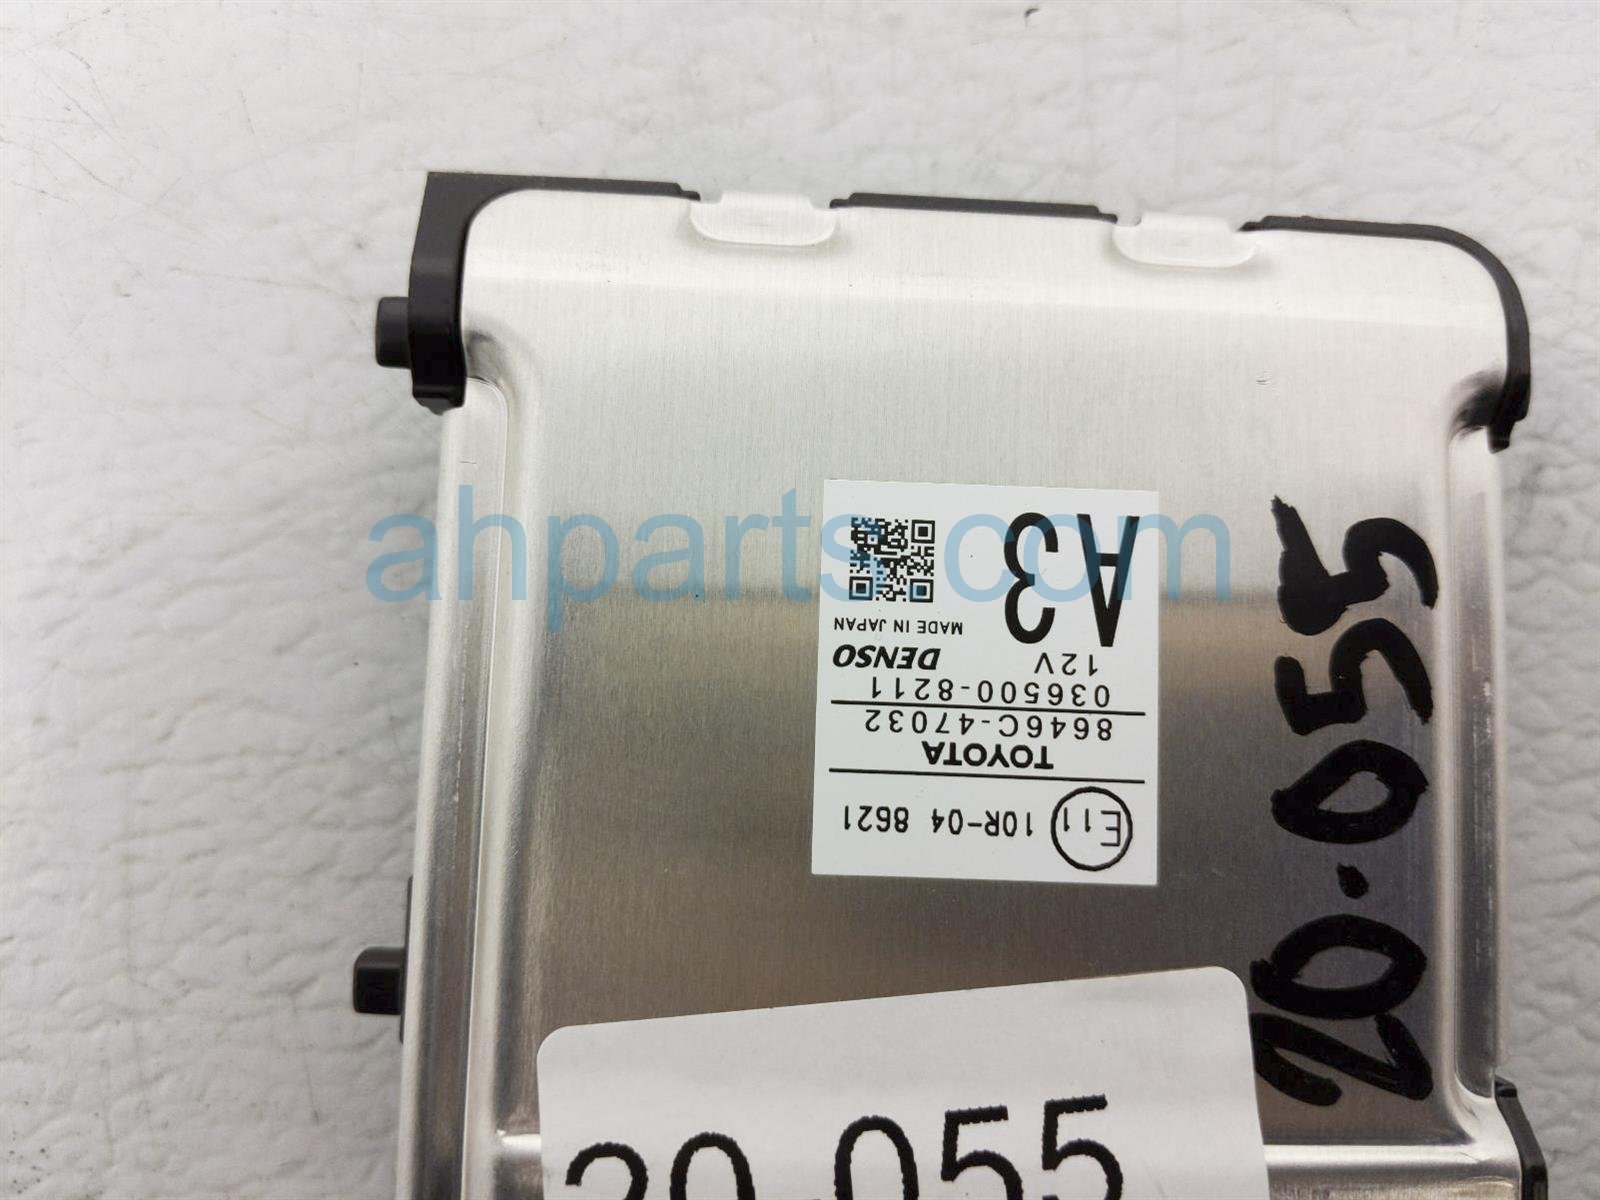 A3
MADE IN JAPAN
12V
DENSO
036500-8211
8646C-47032
TOYOTA
E11 10R-04 8621
20.055
20-055
ahparts.com